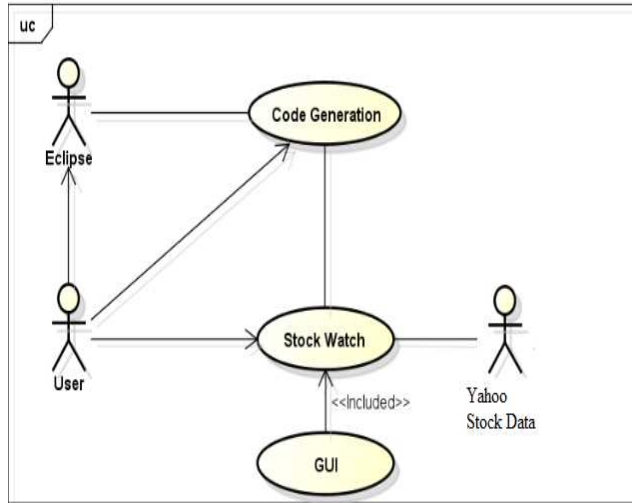 uc
Code Generation
Eclipse
Stock Watch
User
Yahoo
Stock Data
<<Included>>
GUI